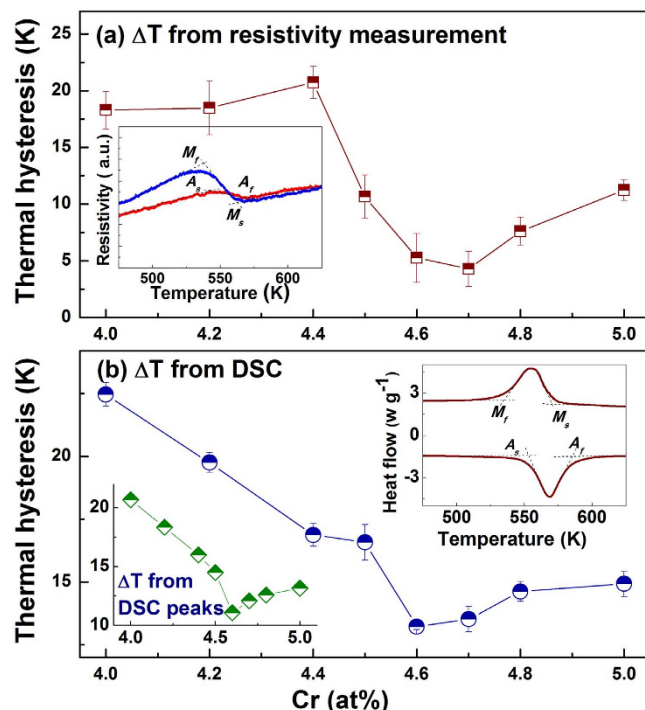 (a) ΔT from resistivity measurement
Thermal hysteresis (K)
25
20
15
10
5
0
Resistivity ( a.u.)
M_f
A_s
A_f
M_s
500 550 600
Temperature (K)
4.0 4.2 4.4 4.6 4.8 5.0
(b) ΔT from DSC
Thermal hysteresis (K)
20
15
Heat flow (w g⁻¹)
3
0
-3
M_f M_s
A_s A_f
500 550 600
Temperature (K)
20
15
10
ΔT from
DSC peaks
4.0 4.5 5.0
4.0 4.2 4.4 4.6 4.8 5.0
Cr (at%)